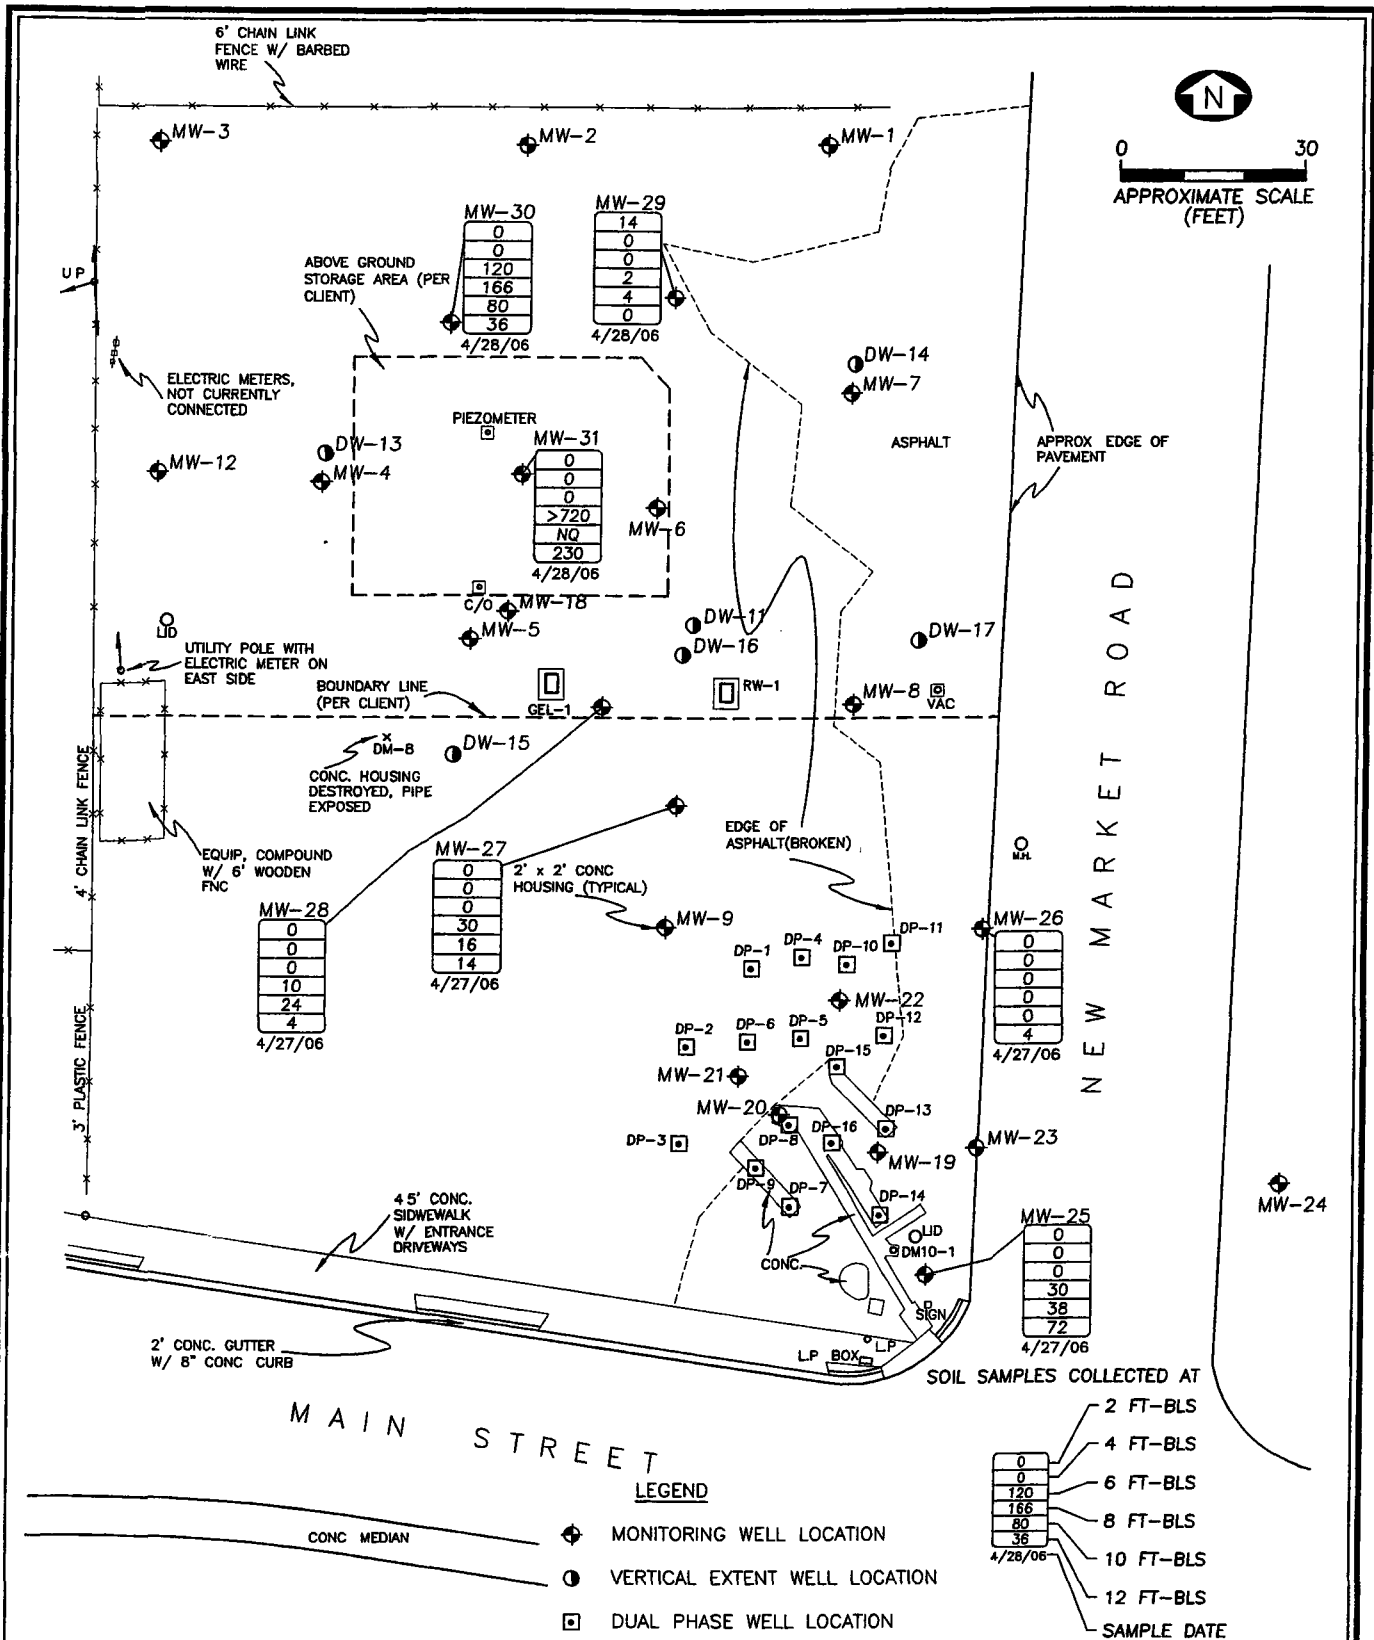 6' CHAIN LINK
FENCE W/ BARBED
WIRE
N
0 30
APPROXIMATE SCALE
(FEET)
MW-3
MW-2
MW-1
MW-30
0
0
120
166
80
36
4/28/06
MW-29
14
0
0
2
4
0
4/28/06
ABOVE GROUND
STORAGE AREA (PER
CLIENT)
UP
ELECTRIC METERS,
NOT CURRENTLY
CONNECTED
DW-14
MW-7
PIEZOMETER
ASPHALT
APPROX EDGE OF
PAVEMENT
MW-12
DW-13
MW-4
MW-31
0
0
0
>720
NQ
230
4/28/06
MW-6
C/O
MW-18
MW-5
LID
DW-11
DW-16
DW-17
UTILITY POLE WITH
ELECTRIC METER ON
EAST SIDE
BOUNDARY LINE
(PER CLIENT)
GEL-1
RW-1
MW-8
VAC
DM-8
DW-15
CONC. HOUSING
DESTROYED, PIPE
EXPOSED
4' CHAIN LINK FENCE
EQUIP, COMPOUND
W/ 6' WOODEN
FNC
EDGE OF
ASPHALT(BROKEN)
M.H.
NEW MARKET ROAD
MW-27
0
0
0
30
16
14
4/27/06
2' x 2' CONC
HOUSING (TYPICAL)
MW-28
0
0
0
10
24
4
4/27/06
MW-9
MW-26
0
0
0
0
0
4
4/27/06
DP-1
DP-4
DP-10
DP-11
MW-22
DP-2
DP-6
DP-5
DP-12
3' PLASTIC FENCE
MW-21
DP-15
MW-20
DP-13
DP-3
DP-8
DP-16
MW-19
MW-23
DP-9
DP-7
DP-14
MW-24
4 5' CONC.
SIDWEWALK
W/ ENTRANCE
DRIVEWAYS
CONC.
LID
DM10-1
MW-25
0
0
0
30
38
72
4/27/06
SIGN
L.P
L.P BOX
2' CONC. GUTTER
W/ 8" CONC CURB
MAIN STREET
SOIL SAMPLES COLLECTED AT
0
0
120
166
80
36
4/28/06
2 FT-BLS
4 FT-BLS
6 FT-BLS
8 FT-BLS
10 FT-BLS
12 FT-BLS
SAMPLE DATE
CONC MEDIAN
LEGEND
MONITORING WELL LOCATION
VERTICAL EXTENT WELL LOCATION
DUAL PHASE WELL LOCATION